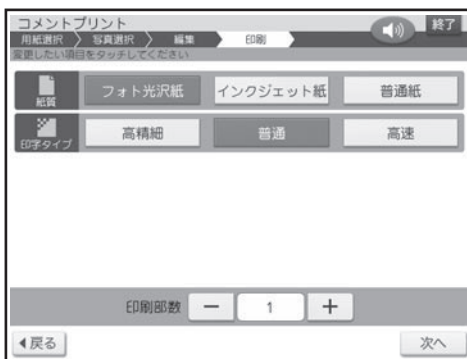 コメントプリント
終了
用紙選択 写真選択 編集 印刷
変更したい項目をタッチしてください
紙質 フォト光沢紙 インクジェット紙 普通紙
印字タイプ 高精細 普通 高速
印刷部数 − 1 +
戻る 次へ